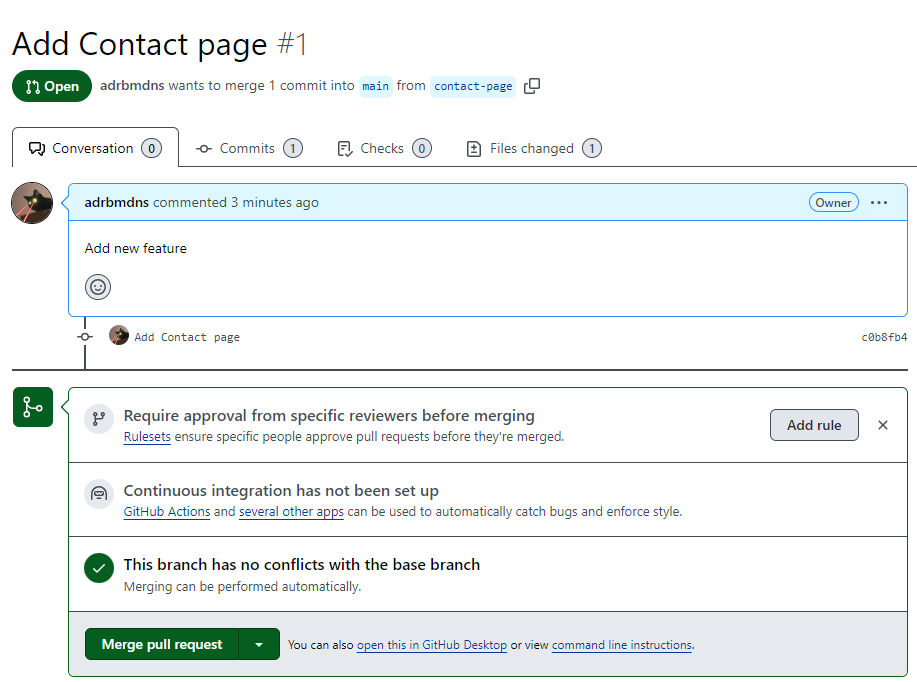 Add Contact page #1
Open adrbmdns wants to merge 1 commit into main from contact-page
Conversation 0 Commits 1 Checks 0 Files changed 1
adrbmdns commented 3 minutes ago Owner
Add new feature
Add Contact page c0b8fb4
Require approval from specific reviewers before merging
Rulesets ensure specific people approve pull requests before they're merged.
Add rule
Continuous integration has not been set up
GitHub Actions and several other apps can be used to automatically catch bugs and enforce style.
This branch has no conflicts with the base branch
Merging can be performed automatically.
Merge pull request You can also open this in GitHub Desktop or view command line instructions.